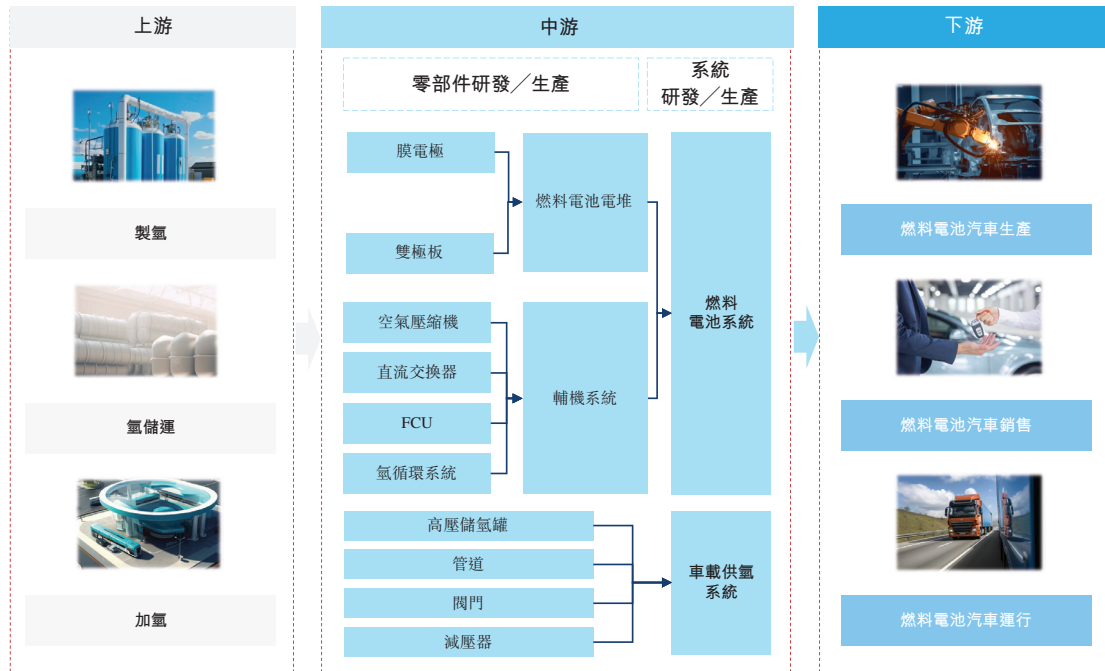 上游
製氫
氫儲運
加氫
中游
零部件研發／生產
系統
研發／生產
膜電極
雙極板
燃料電池電堆
空氣壓縮機
直流交換器
FCU
氫循環系統
輔機系統
燃料
電池系統
高壓儲氫罐
管道
閥門
減壓器
車載供氫
系統
下游
燃料電池汽車生產
燃料電池汽車銷售
燃料電池汽車運行